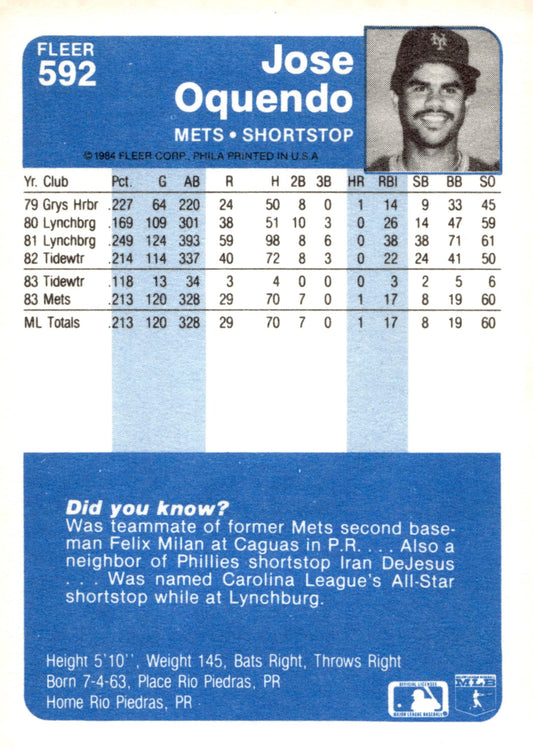 FLEER
592
Jose
Oquendo
METS • SHORTSTOP
© 1984 FLEER CORP., PHILA PRINTED IN U.S.A
Yr. Club Pct. G AB R H 2B 3B HR RBI SB BB SO
79 Grys Hrbr .227 64 220 24 50 8 0 1 14 9 33 45
80 Lynchbrg .169 109 301 38 51 10 3 0 26 14 47 59
81 Lynchbrg .249 124 393 59 98 8 6 0 38 38 71 61
82 Tidewtr .214 114 337 40 72 8 3 0 22 24 41 50
83 Tidewtr .118 13 34 3 4 0 0 0 3 2 5 6
83 Mets .213 120 328 29 70 7 0 1 17 8 19 60
ML Totals .213 120 328 29 70 7 0 1 17 8 19 60
Did you know?
Was teammate of former Mets second base-
man Felix Milan at Caguas in P.R. . . . Also a
neighbor of Phillies shortstop Iran DeJesus
. . . Was named Carolina League's All-Star
shortstop while at Lynchburg.
Height 5'10'', Weight 145, Bats Right, Throws Right
Born 7-4-63, Place Rio Piedras, PR
Home Rio Piedras, PR
OFFICIAL LICENSEE
MAJOR LEAGUE BASEBALL
MLB